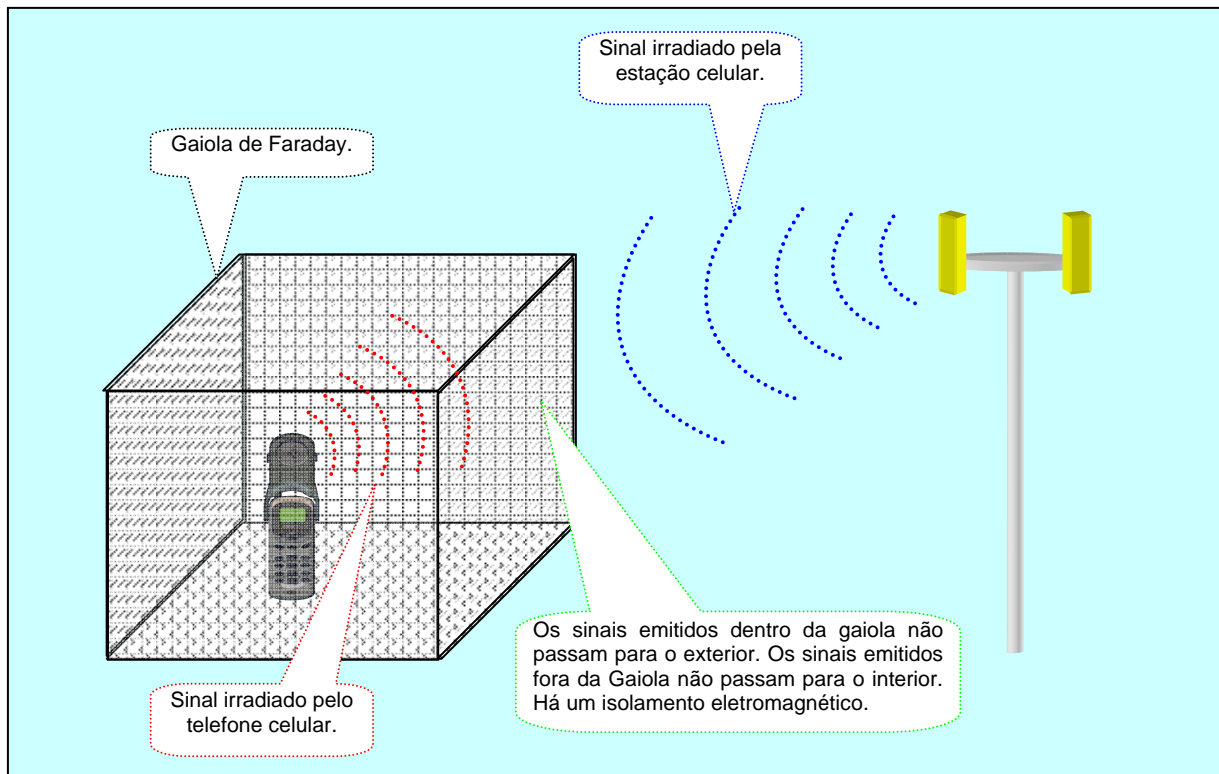 Sinal irradiado pela
estação celular.
Gaiola de Faraday.
Os sinais emitidos dentro da gaiola não
passam para o exterior. Os sinais emitidos
fora da Gaiola não passam para o interior.
Há um isolamento eletromagnético.
Sinal irradiado pelo
telefone celular.